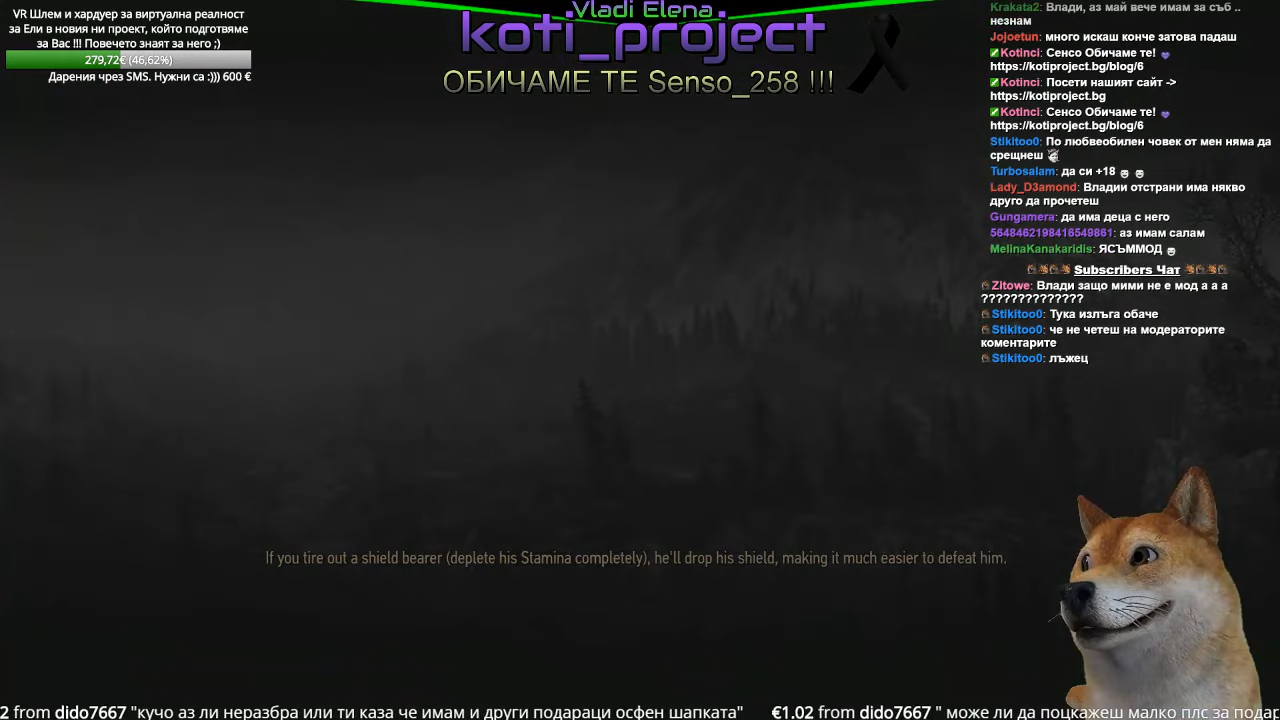 VR Шлем и хардуер за виртуална реалност
за Ели в новия ни проект, който подготвяме
за Вас !!! Повечето знаят за него ;)
279,72€ (46,62%)
Дарения чрез SMS. Нужни са :))) 600 €
Vladi Elena
koti_project
ОБИЧАМЕ ТЕ Senso_258 !!!
Krakata2: Влади, аз май вече имам за съб ..
незнам
Jojoetun: много искаш конче затова падаш
Kotinci: Сенсо Обичаме те!
https://kotiproject.bg/blog/6
Kotinci: Посети нашият сайт ->
https://kotiproject.bg
Kotinci: Сенсо Обичаме те!
https://kotiproject.bg/blog/6
Stikitoo0: По любвеобилен човек от мен няма да
срещнеш
Turbosalam: да си +18
Lady_D3amond: Владии отстрани има някво
друго да прочетеш
Gungamera: да има деца с него
5648462198416549861: аз имам салам
MelinaKanakaridis: ЯСЪММОД
Subscribers Чат
Zitowe: Влади защо мими не е мод а а а
??????????????
Stikitoo0: Тука излъга обаче
Stikitoo0: че не четеш на модераторите
коментарите
Stikitoo0: лъжец
If you tire out a shield bearer (deplete his Stamina completely), he'll drop his shield, making it much easier to defeat him.
2 from dido7667 "кучо аз ли неразбра или ти каза че имам и други подараци осфен шапката" €1.02 from dido7667 " може ли да поцкажеш малко плс за подар